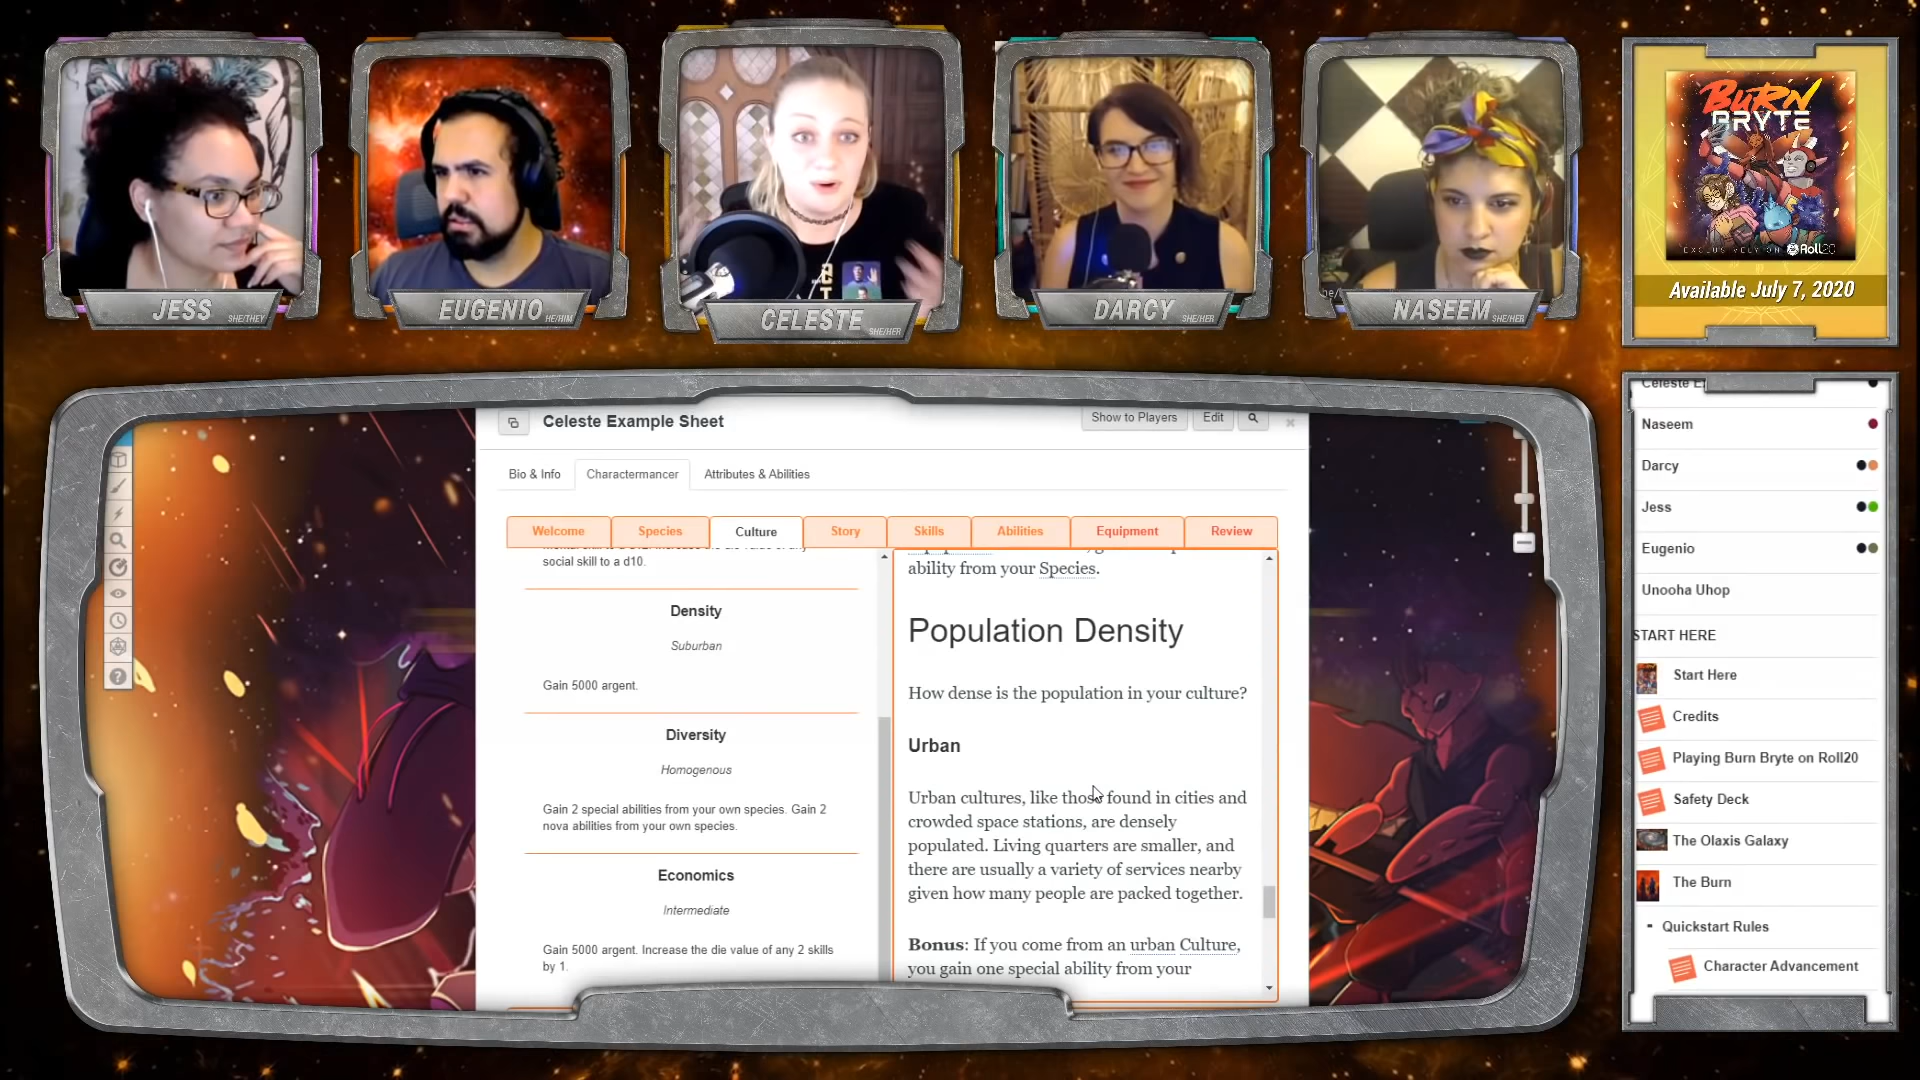 JESS SHE/THEY
EUGENIO HE/HIM
CELESTE SHE/HER
DARCY SHE/HER
NASEEM SHE/HER
BURN
BRYTE
EXCLUSIVELY ON Roll20
Available July 7, 2020
Celeste Example Sheet
Show to Players
Edit
Bio & Info
Charactermancer
Attributes & Abilities
Welcome
Species
Culture
Story
Skills
Abilities
Equipment
Review
social skill to a d10.
Density
Suburban
Gain 5000 argent.
Diversity
Homogenous
Gain 2 special abilities from your own species. Gain 2
nova abilities from your own species.
Economics
Intermediate
Gain 5000 argent. Increase the die value of any 2 skills
by 1.
ability from your Species.
Population Density
How dense is the population in your culture?
Urban
Urban cultures, like those found in cities and
crowded space stations, are densely
populated. Living quarters are smaller, and
there are usually a variety of services nearby
given how many people are packed together.
Bonus: If you come from an urban Culture,
you gain one special ability from your
Celeste E
Naseem
Darcy
Jess
Eugenio
Unooha Uhop
START HERE
Start Here
Credits
Playing Burn Bryte on Roll20
Safety Deck
The Olaxis Galaxy
The Burn
Quickstart Rules
Character Advancement